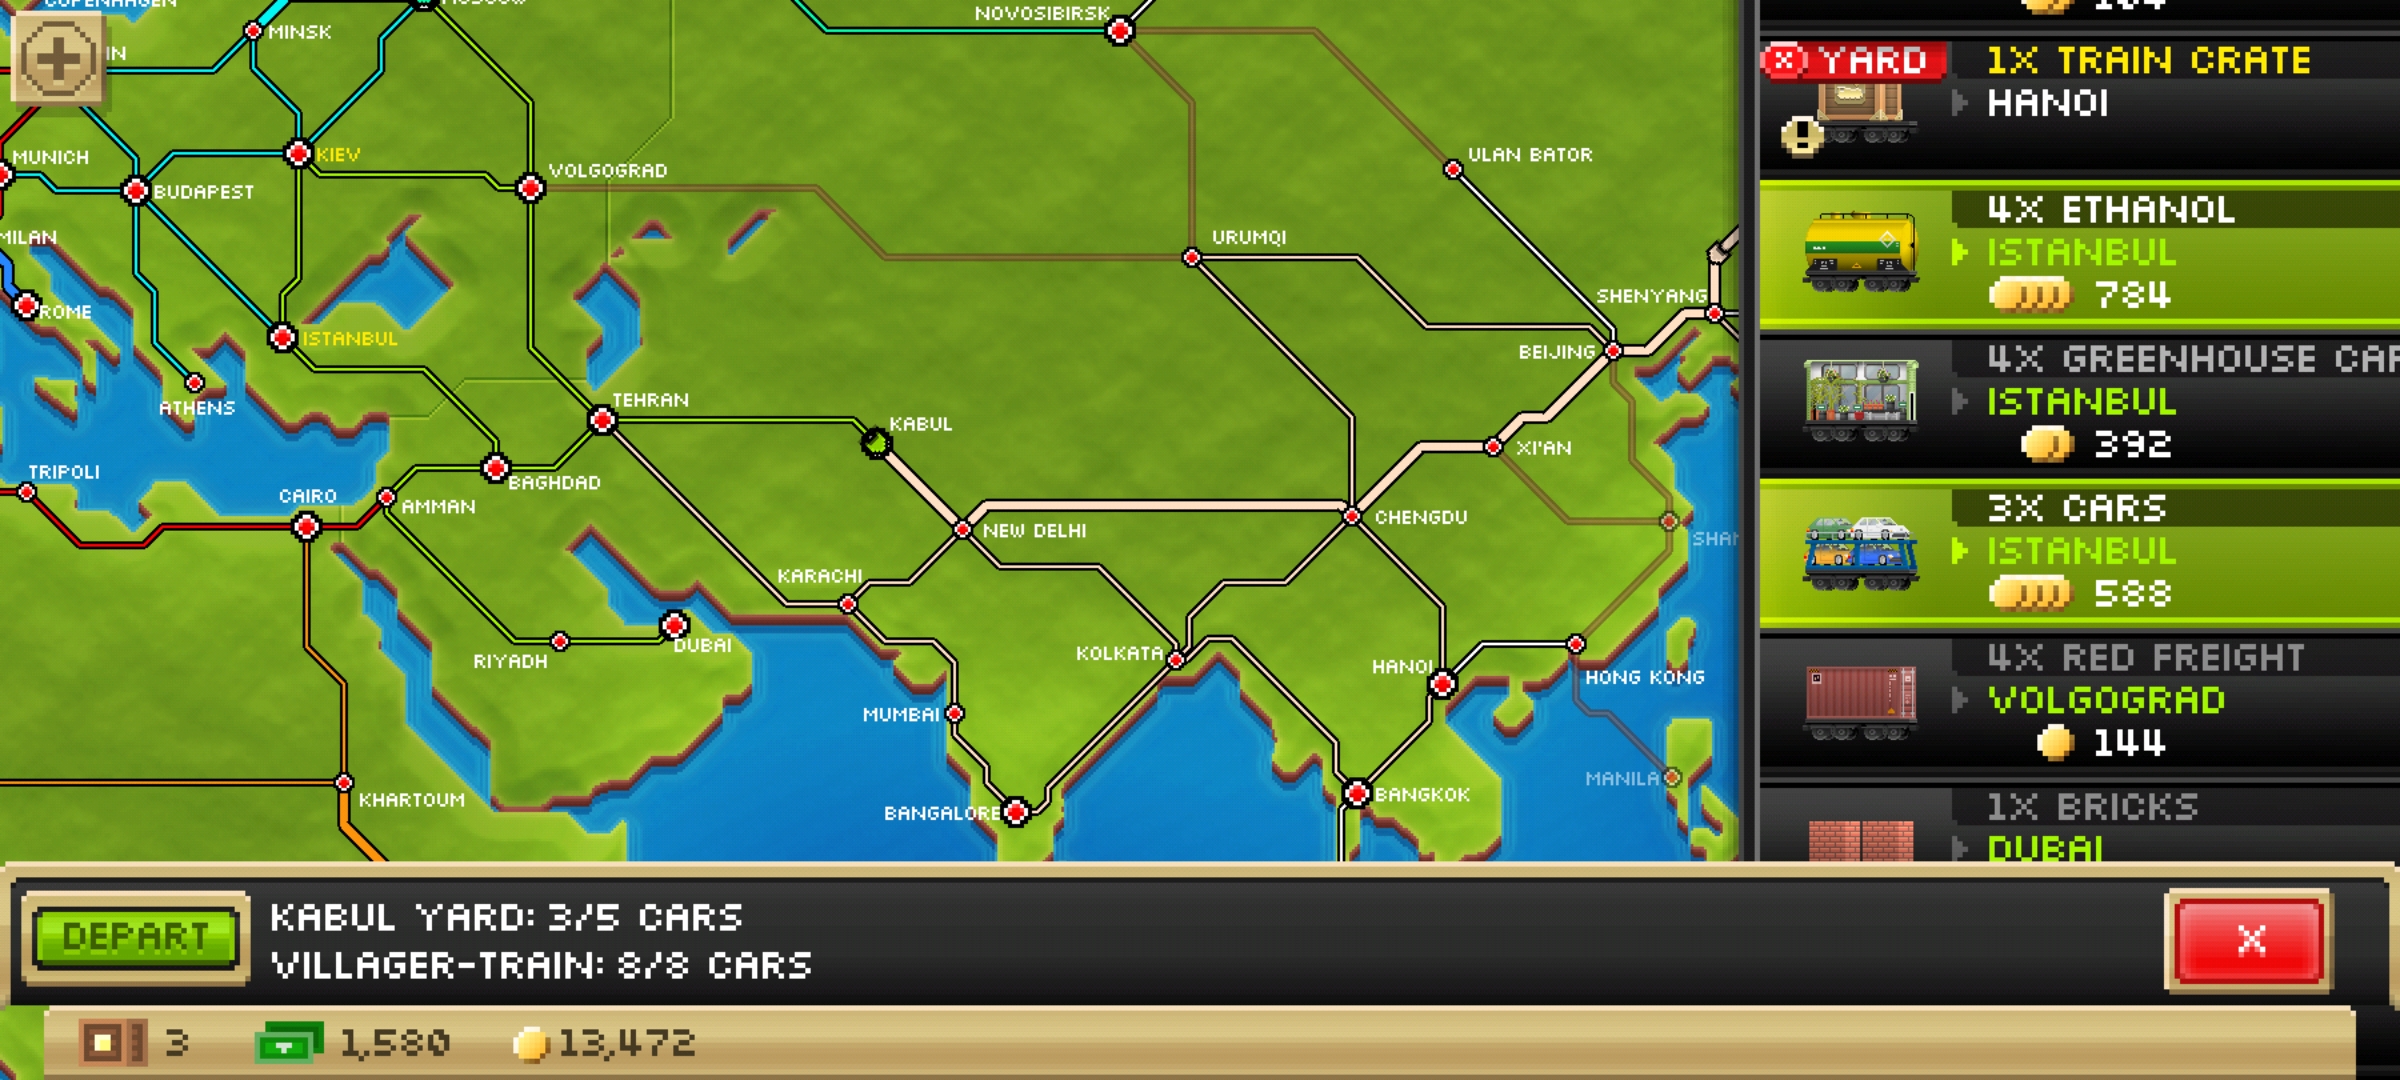 NOVOSIBIRSK
MINSK
KIEV
MUNICH
BUDAPEST
VOLGOGRAD
ULAN BATOR
MILAN
URUMQI
ROME
ISTANBUL
SHENYANG
BEIJING
ATHENS
TEHRAN
KABUL
XI'AN
TRIPOLI
CAIRO
AMMAN
BAGHDAD
NEW DELHI
CHENGDU
KARACHI
RIYADH
DUBAI
KOLKATA
HANOI
HONG KONG
MUMBAI
MANILA
KHARTOUM
BANGALORE
BANGKOK
YARD
1X TRAIN CRATE
HANOI
4X ETHANOL
ISTANBUL
784
4X GREENHOUSE CAR
ISTANBUL
392
3X CARS
ISTANBUL
588
4X RED FREIGHT
VOLGOGRAD
144
1X BRICKS
DUBAI
DEPART
KABUL YARD: 3/5 CARS
VILLAGER-TRAIN: 8/8 CARS
X
3
1,580
13,472